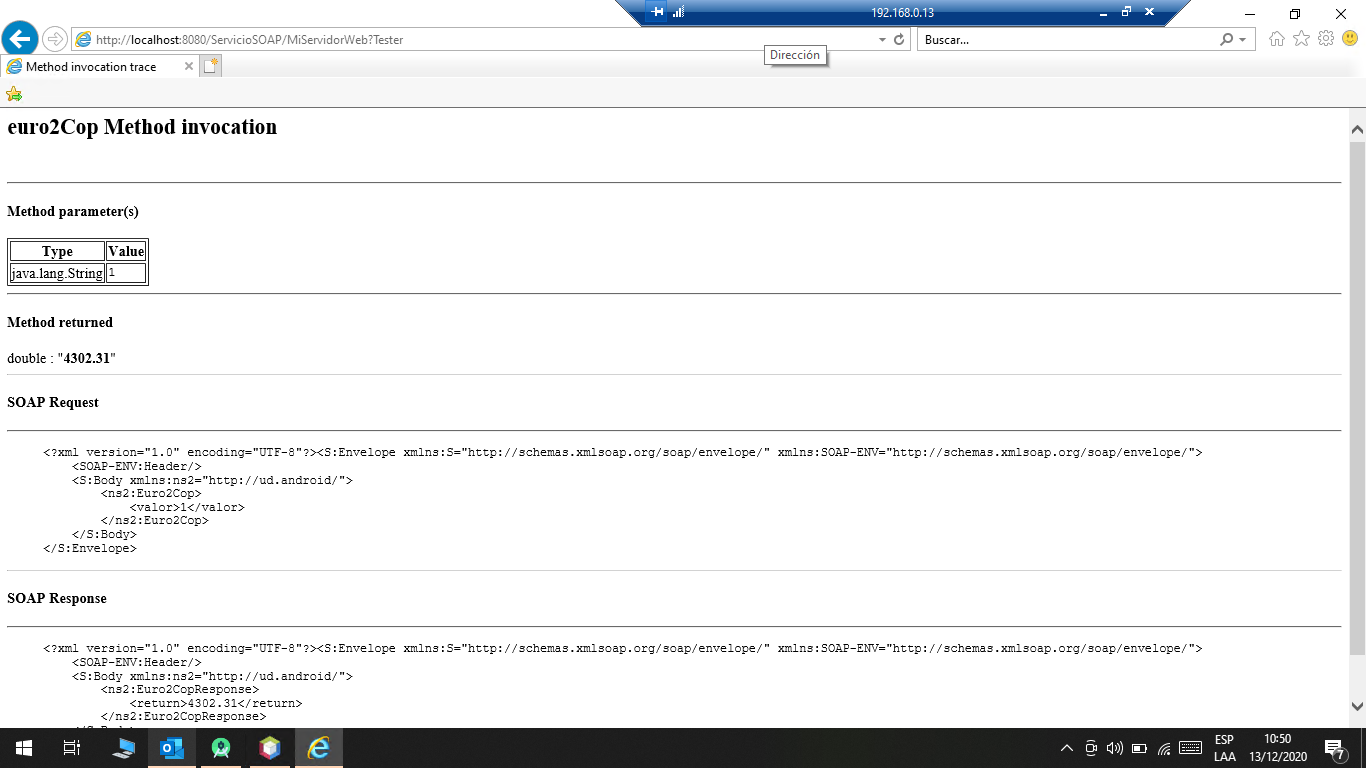 192.168.0.13
http://localhost:8080/ServicioSOAP/MiServidorWeb?Tester
Buscar...
Dirección
Method invocation trace
euro2Cop Method invocation
Method parameter(s)
Type Value
java.lang.String 1
Method returned
double : "4302.31"
SOAP Request
<?xml version="1.0" encoding="UTF-8"?><S:Envelope xmlns:S="http://schemas.xmlsoap.org/soap/envelope/" xmlns:SOAP-ENV="http://schemas.xmlsoap.org/soap/envelope/">
<SOAP-ENV:Header/>
<S:Body xmlns:ns2="http://ud.android/">
<ns2:Euro2Cop>
<valor>1</valor>
</ns2:Euro2Cop>
</S:Body>
</S:Envelope>
SOAP Response
<?xml version="1.0" encoding="UTF-8"?><S:Envelope xmlns:S="http://schemas.xmlsoap.org/soap/envelope/" xmlns:SOAP-ENV="http://schemas.xmlsoap.org/soap/envelope/">
<SOAP-ENV:Header/>
<S:Body xmlns:ns2="http://ud.android/">
<ns2:Euro2CopResponse>
<return>4302.31</return>
</ns2:Euro2CopResponse>
</S:Body>
ESP 10:50
LAA 13/12/2020 7